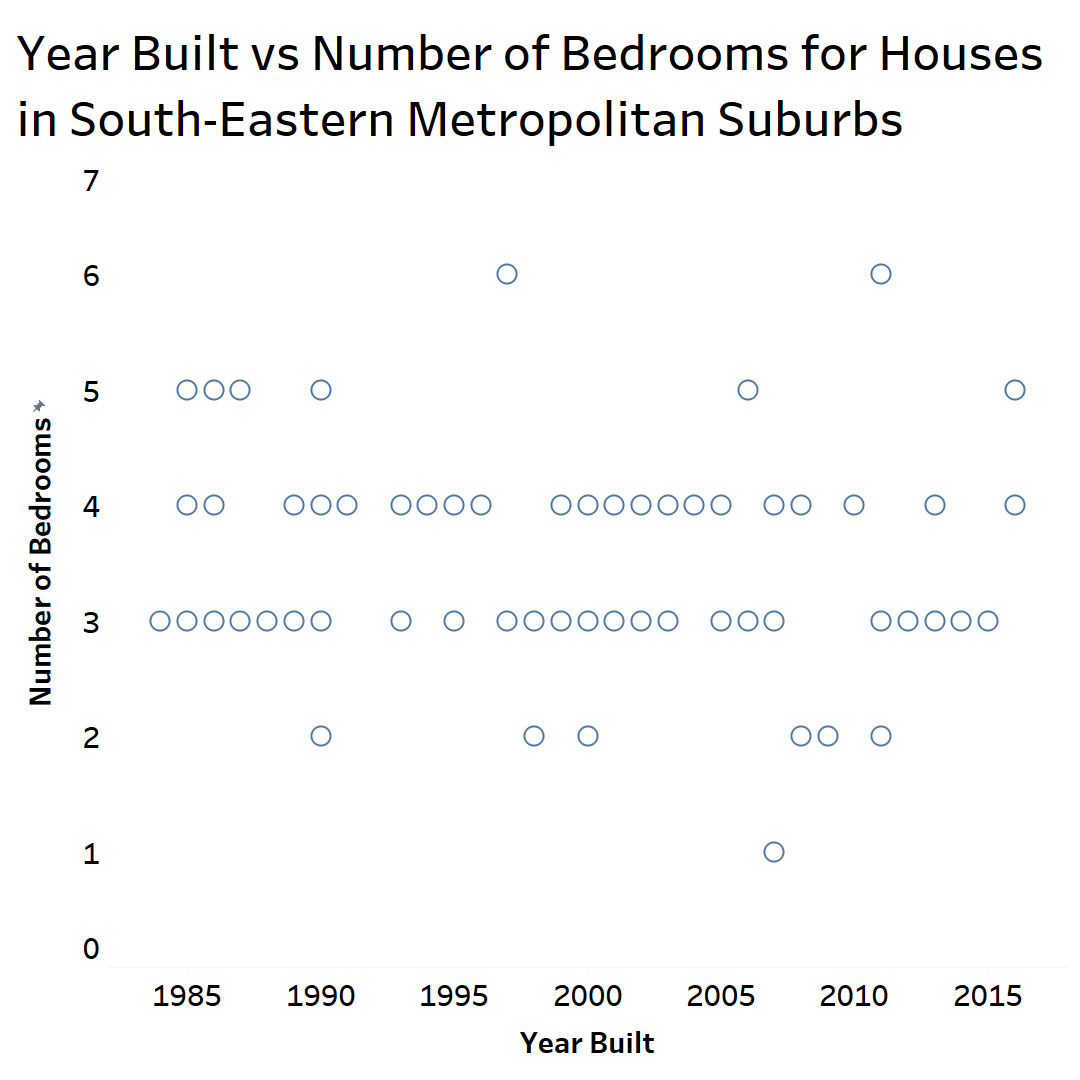 Year Built vs Number of Bedrooms for Houses
in South-Eastern Metropolitan Suburbs
7
6
5
4
3
2
1
0
Number of Bedrooms
1985 1990 1995 2000 2005 2010 2015
Year Built